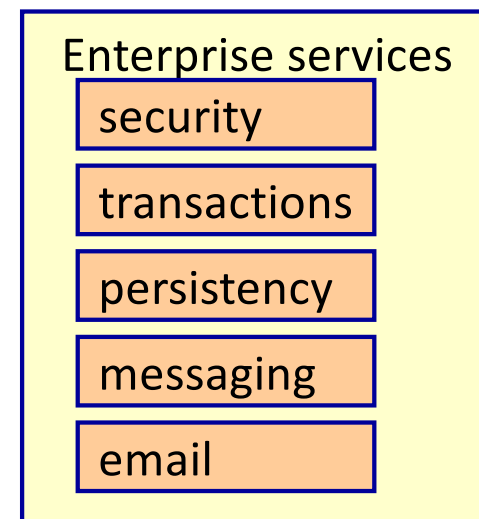 Enterprise services
security
transactions
persistency
messaging
email